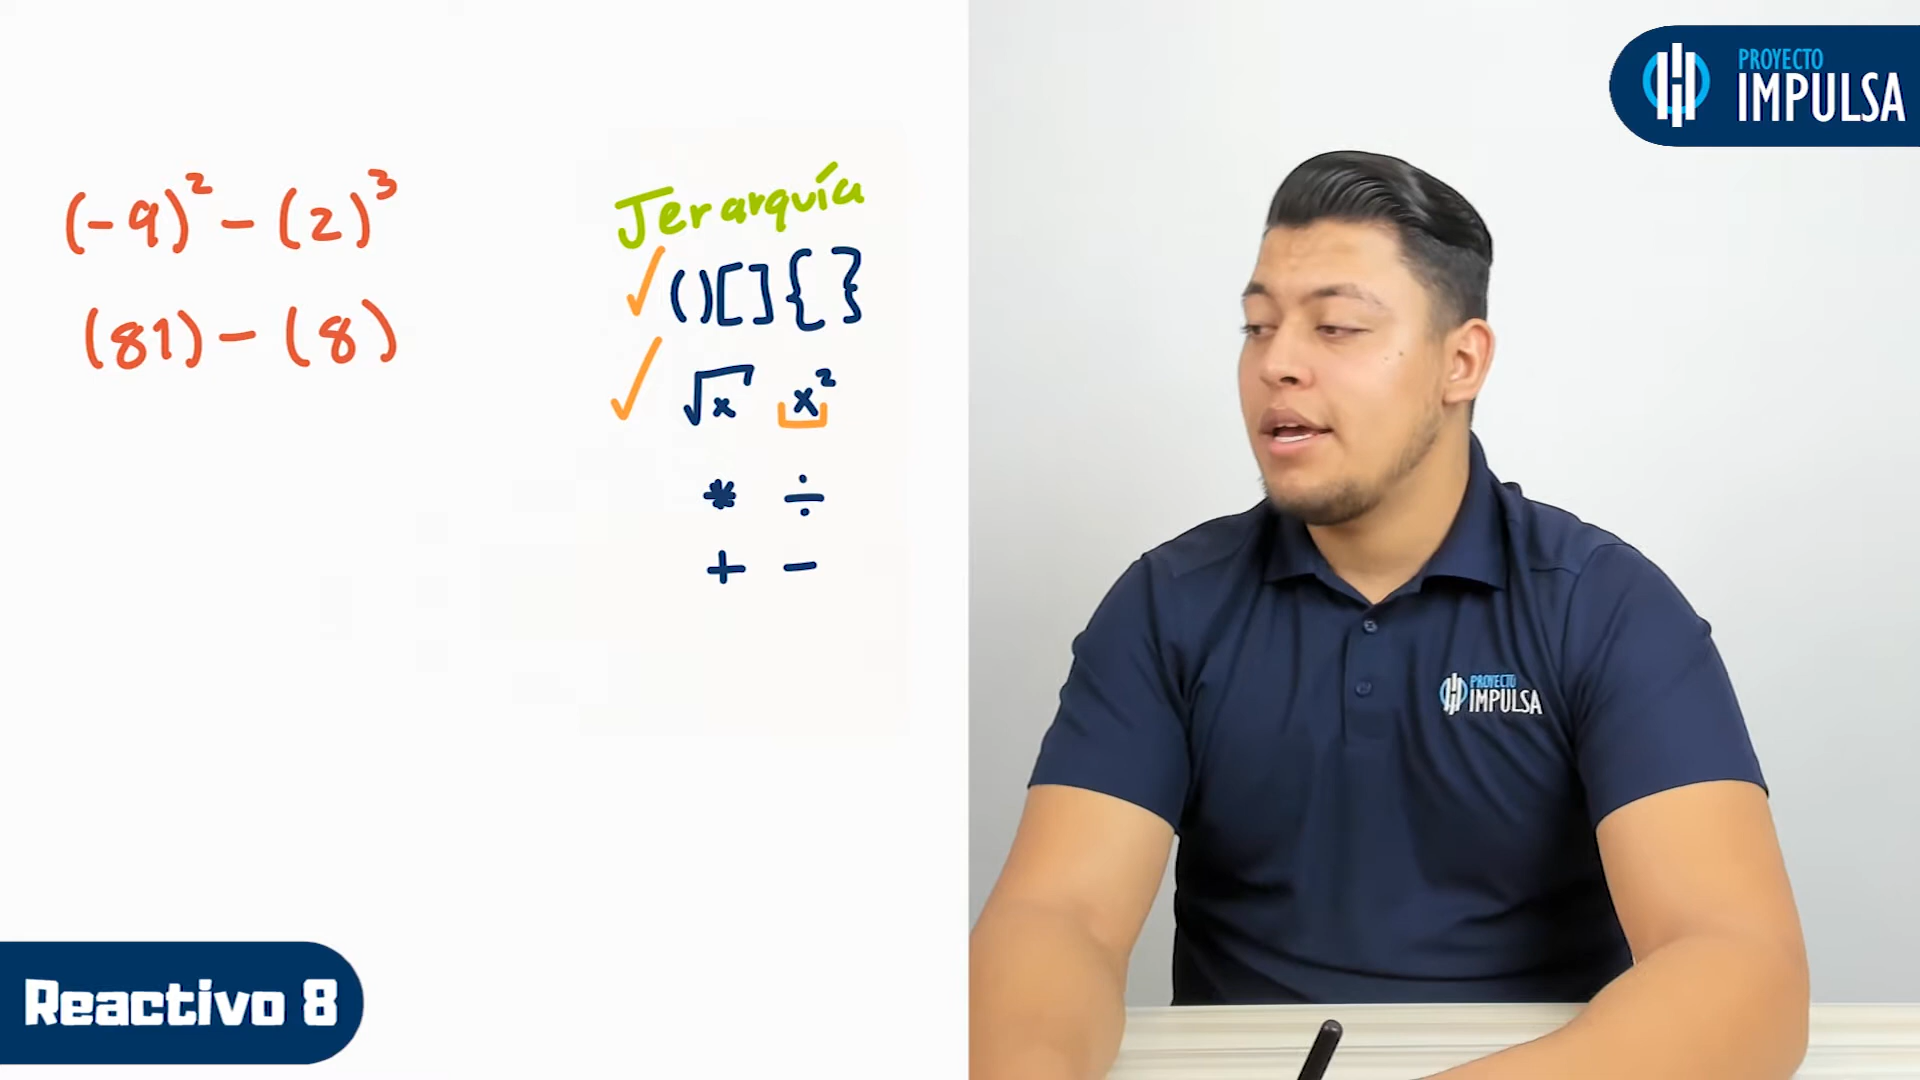 (-9)² - (2)³
(81) - (8)
Jerarquía
✓ ( ) [ ] { }
✓ √x x²
* ÷
+ -
Reactivo 8
PROYECTO
IMPULSA
PROYECTO
IMPULSA